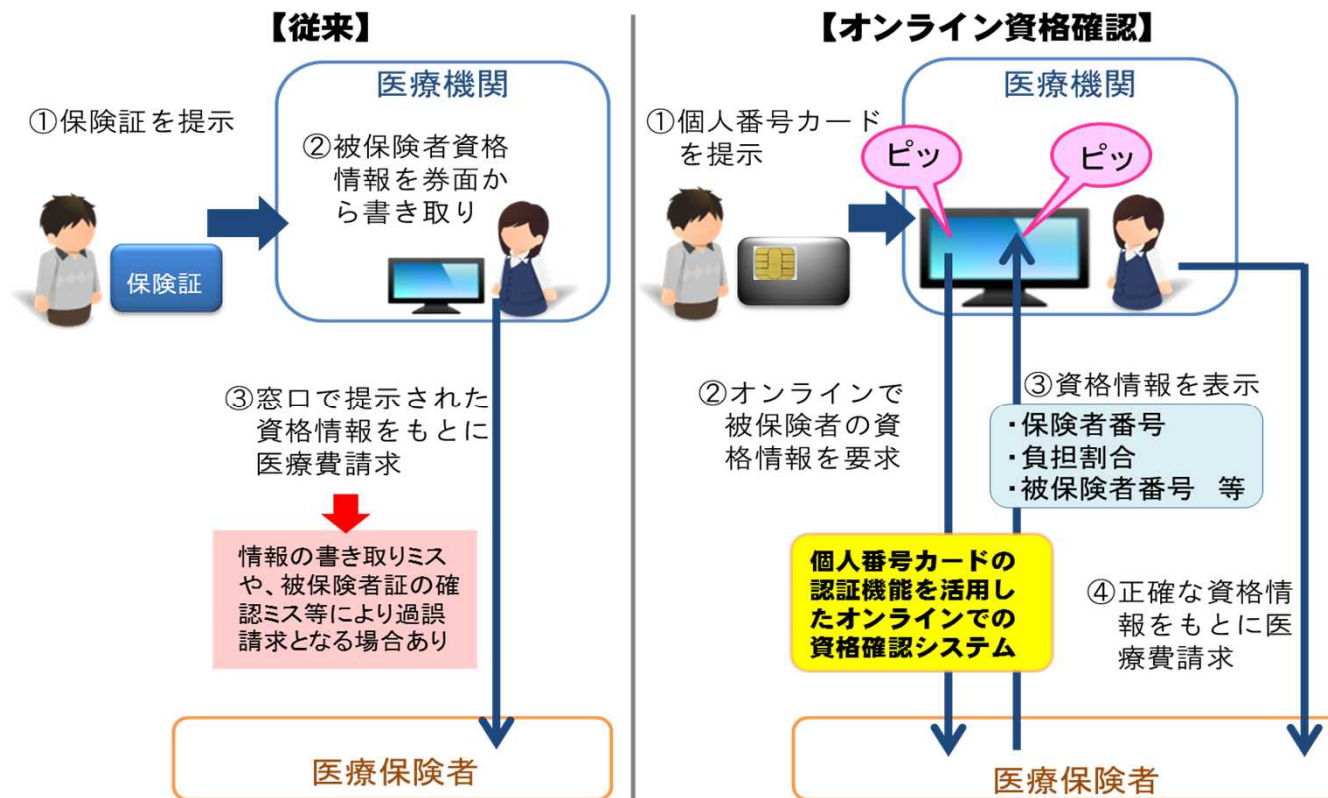 【従来】
医療機関
①保険証を提示
②被保険者資格
情報を券面か
ら書き取り
保険証
③窓口で提示された
資格情報をもとに
医療費請求
情報の書き取りミス
や、被保険者証の確
認ミス等により過誤
請求となる場合あり
医療保険者
【オンライン資格確認】
医療機関
①個人番号カード
を提示
ピッ
ピッ
②オンラインで
被保険者の資
格情報を要求
③資格情報を表示
・保険者番号
・負担割合
・被保険者番号　等
個人番号カードの
認証機能を活用し
たオンラインでの
資格確認システム
④正確な資格情
報をもとに医
療費請求
医療保険者